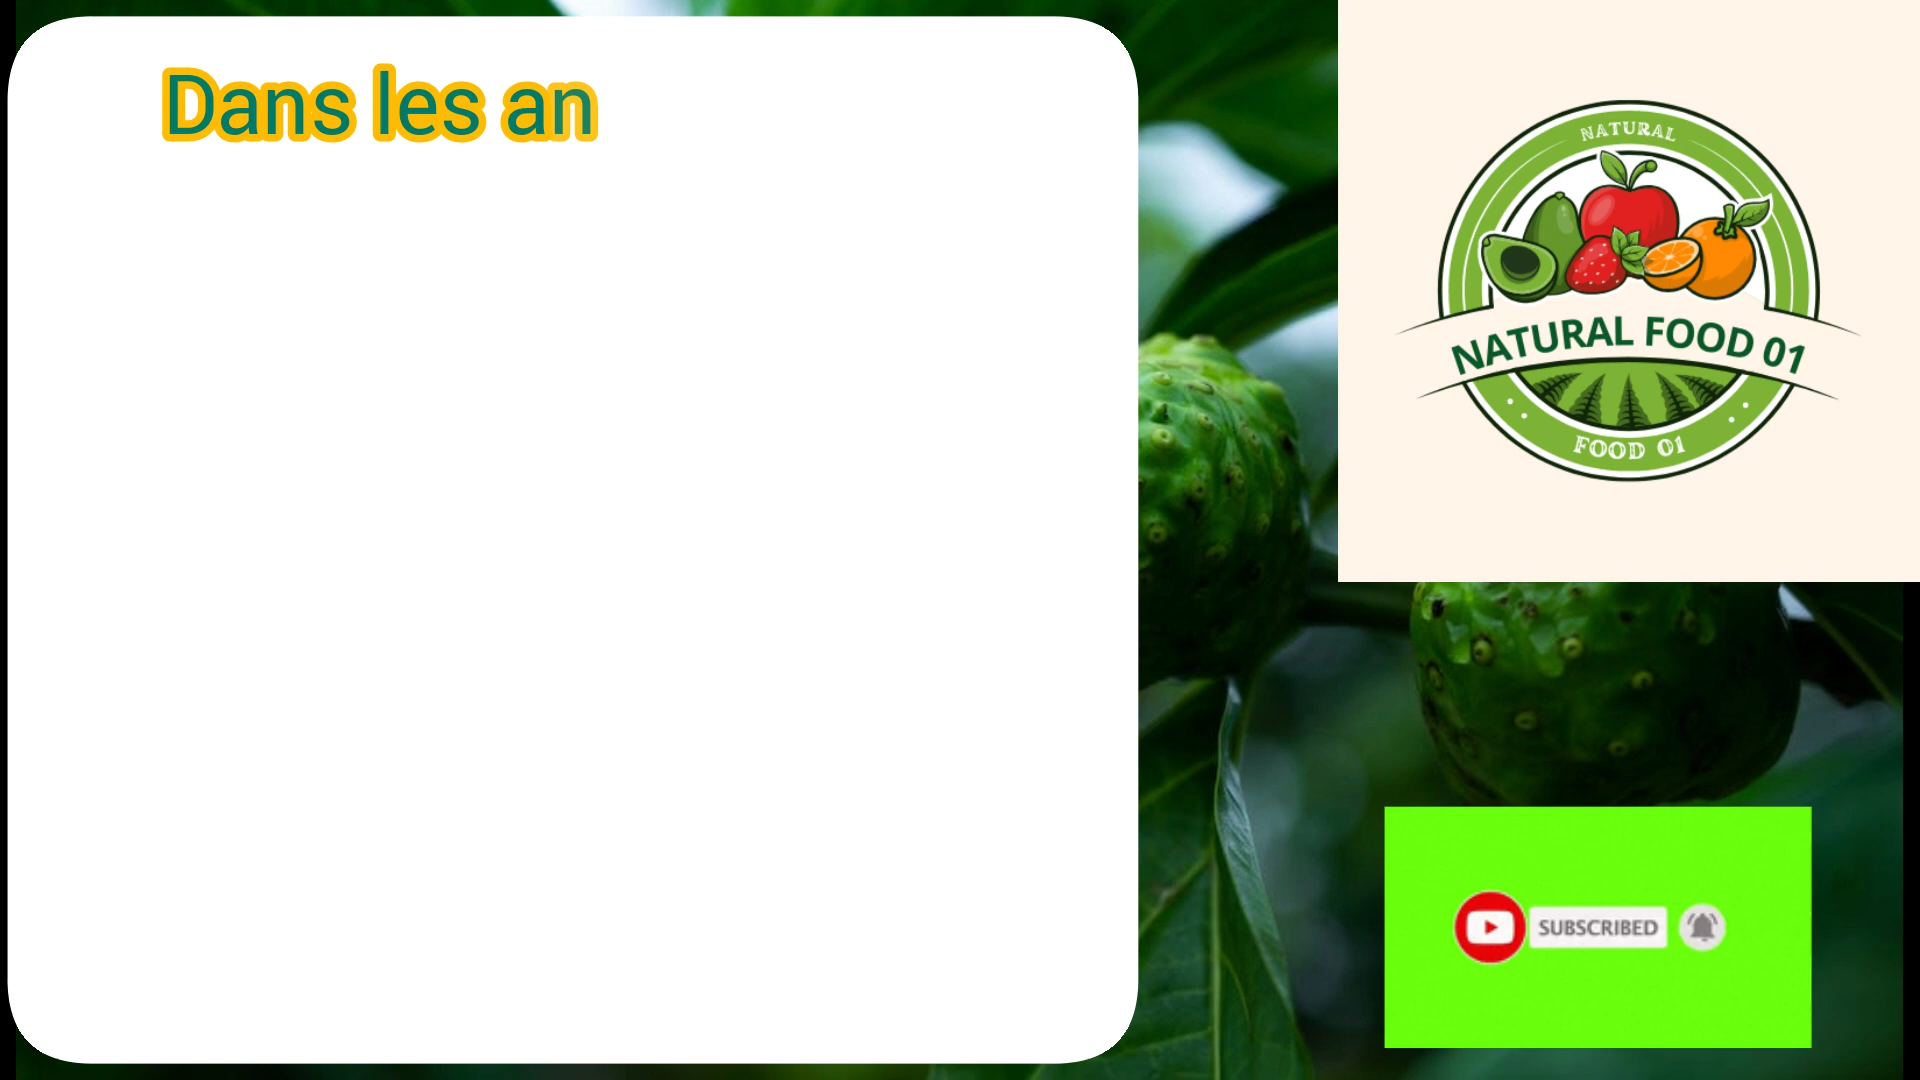 Dans les an
NATURAL
NATURAL FOOD 01
FOOD 01
SUBSCRIBED